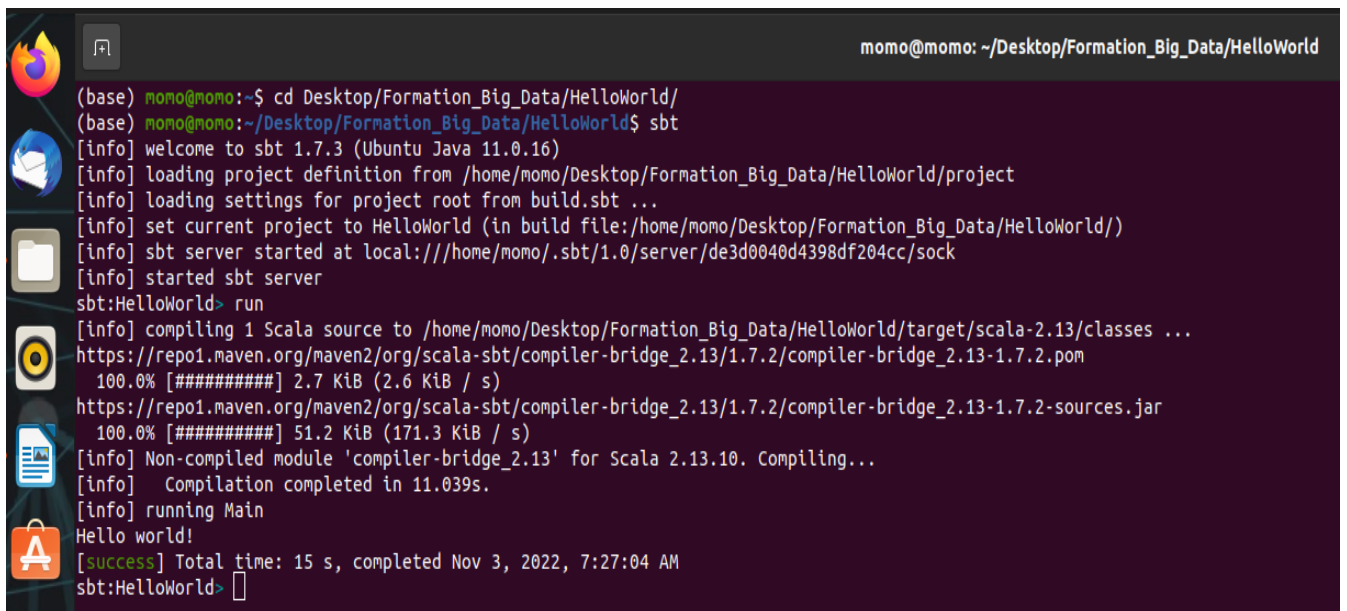 momo@momo: ~/Desktop/Formation_Big_Data/HelloWorld
(base) momo@momo:~$ cd Desktop/Formation_Big_Data/HelloWorld/
(base) momo@momo:~/Desktop/Formation_Big_Data/HelloWorld$ sbt
[info] welcome to sbt 1.7.3 (Ubuntu Java 11.0.16)
[info] loading project definition from /home/momo/Desktop/Formation_Big_Data/HelloWorld/project
[info] loading settings for project root from build.sbt ...
[info] set current project to HelloWorld (in build file:/home/momo/Desktop/Formation_Big_Data/HelloWorld/)
[info] sbt server started at local:///home/momo/.sbt/1.0/server/de3d0040d4398df204cc/sock
[info] started sbt server
sbt:HelloWorld> run
[info] compiling 1 Scala source to /home/momo/Desktop/Formation_Big_Data/HelloWorld/target/scala-2.13/classes ...
https://repo1.maven.org/maven2/org/scala-sbt/compiler-bridge_2.13/1.7.2/compiler-bridge_2.13-1.7.2.pom
  100.0% [##########] 2.7 KiB (2.6 KiB / s)
https://repo1.maven.org/maven2/org/scala-sbt/compiler-bridge_2.13/1.7.2/compiler-bridge_2.13-1.7.2-sources.jar
  100.0% [##########] 51.2 KiB (171.3 KiB / s)
[info] Non-compiled module 'compiler-bridge_2.13' for Scala 2.13.10. Compiling...
[info]   Compilation completed in 11.039s.
[info] running Main
Hello world!
[success] Total time: 15 s, completed Nov 3, 2022, 7:27:04 AM
sbt:HelloWorld>